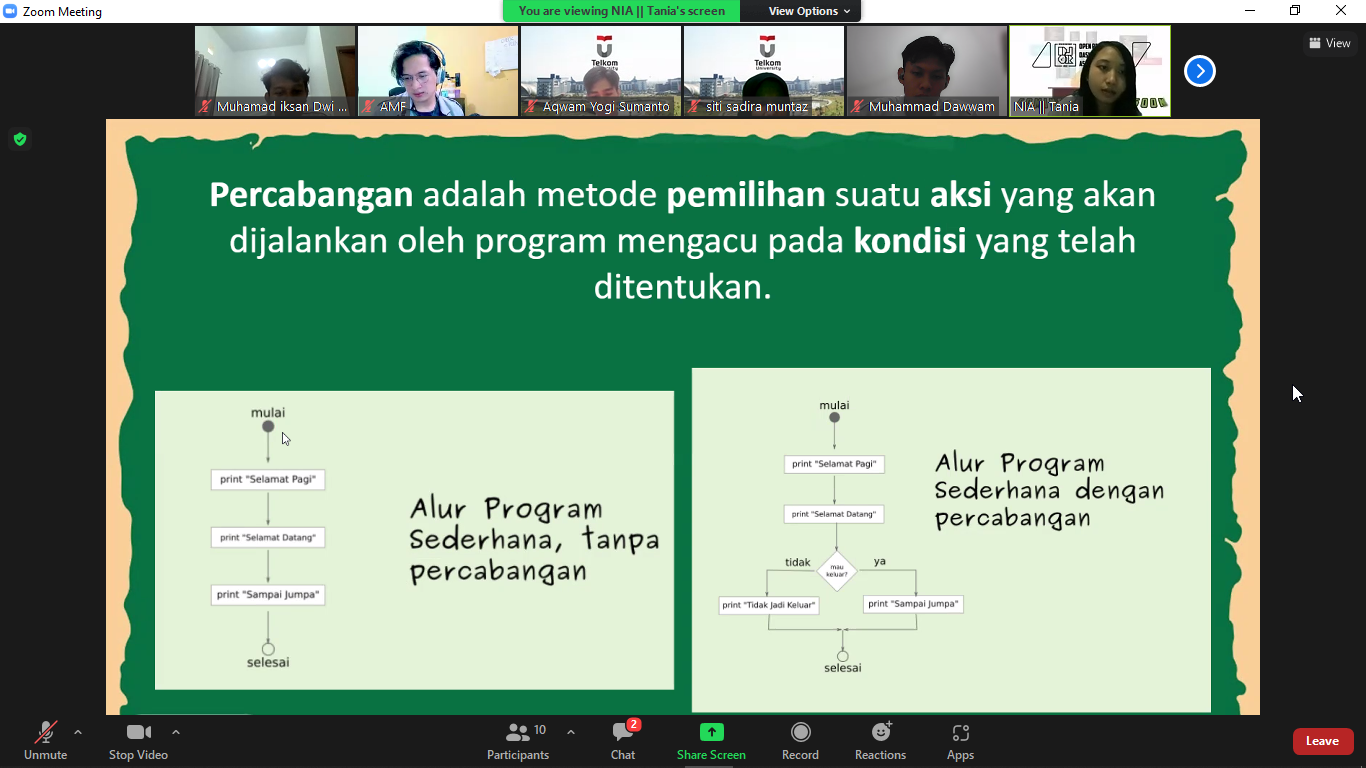 Zoom Meeting
You are viewing NIA || Tania's screen
View Options
View
Telkom
University
Telkom
University
Muhamad iksan Dwi ...
AMF
Aqwam Yogi Sumanto
siti sadira muntaz
Muhammad Dawwam
NIA || Tania
Percabangan adalah metode pemilihan suatu aksi yang akan
dijalankan oleh program mengacu pada kondisi yang telah
ditentukan.
mulai
print "Selamat Pagi"
print "Selamat Datang"
print "Sampai Jumpa"
selesai
Alur Program
Sederhana, tanpa
percabangan
mulai
print "Selamat Pagi"
print "Selamat Datang"
mau
keluar?
tidak
ya
print "Tidak Jadi Keluar"
print "Sampai Jumpa"
selesai
Alur Program
Sederhana dengan
percabangan
Unmute
Stop Video
Participants
10
Chat
2
Share Screen
Record
Reactions
Apps
Leave